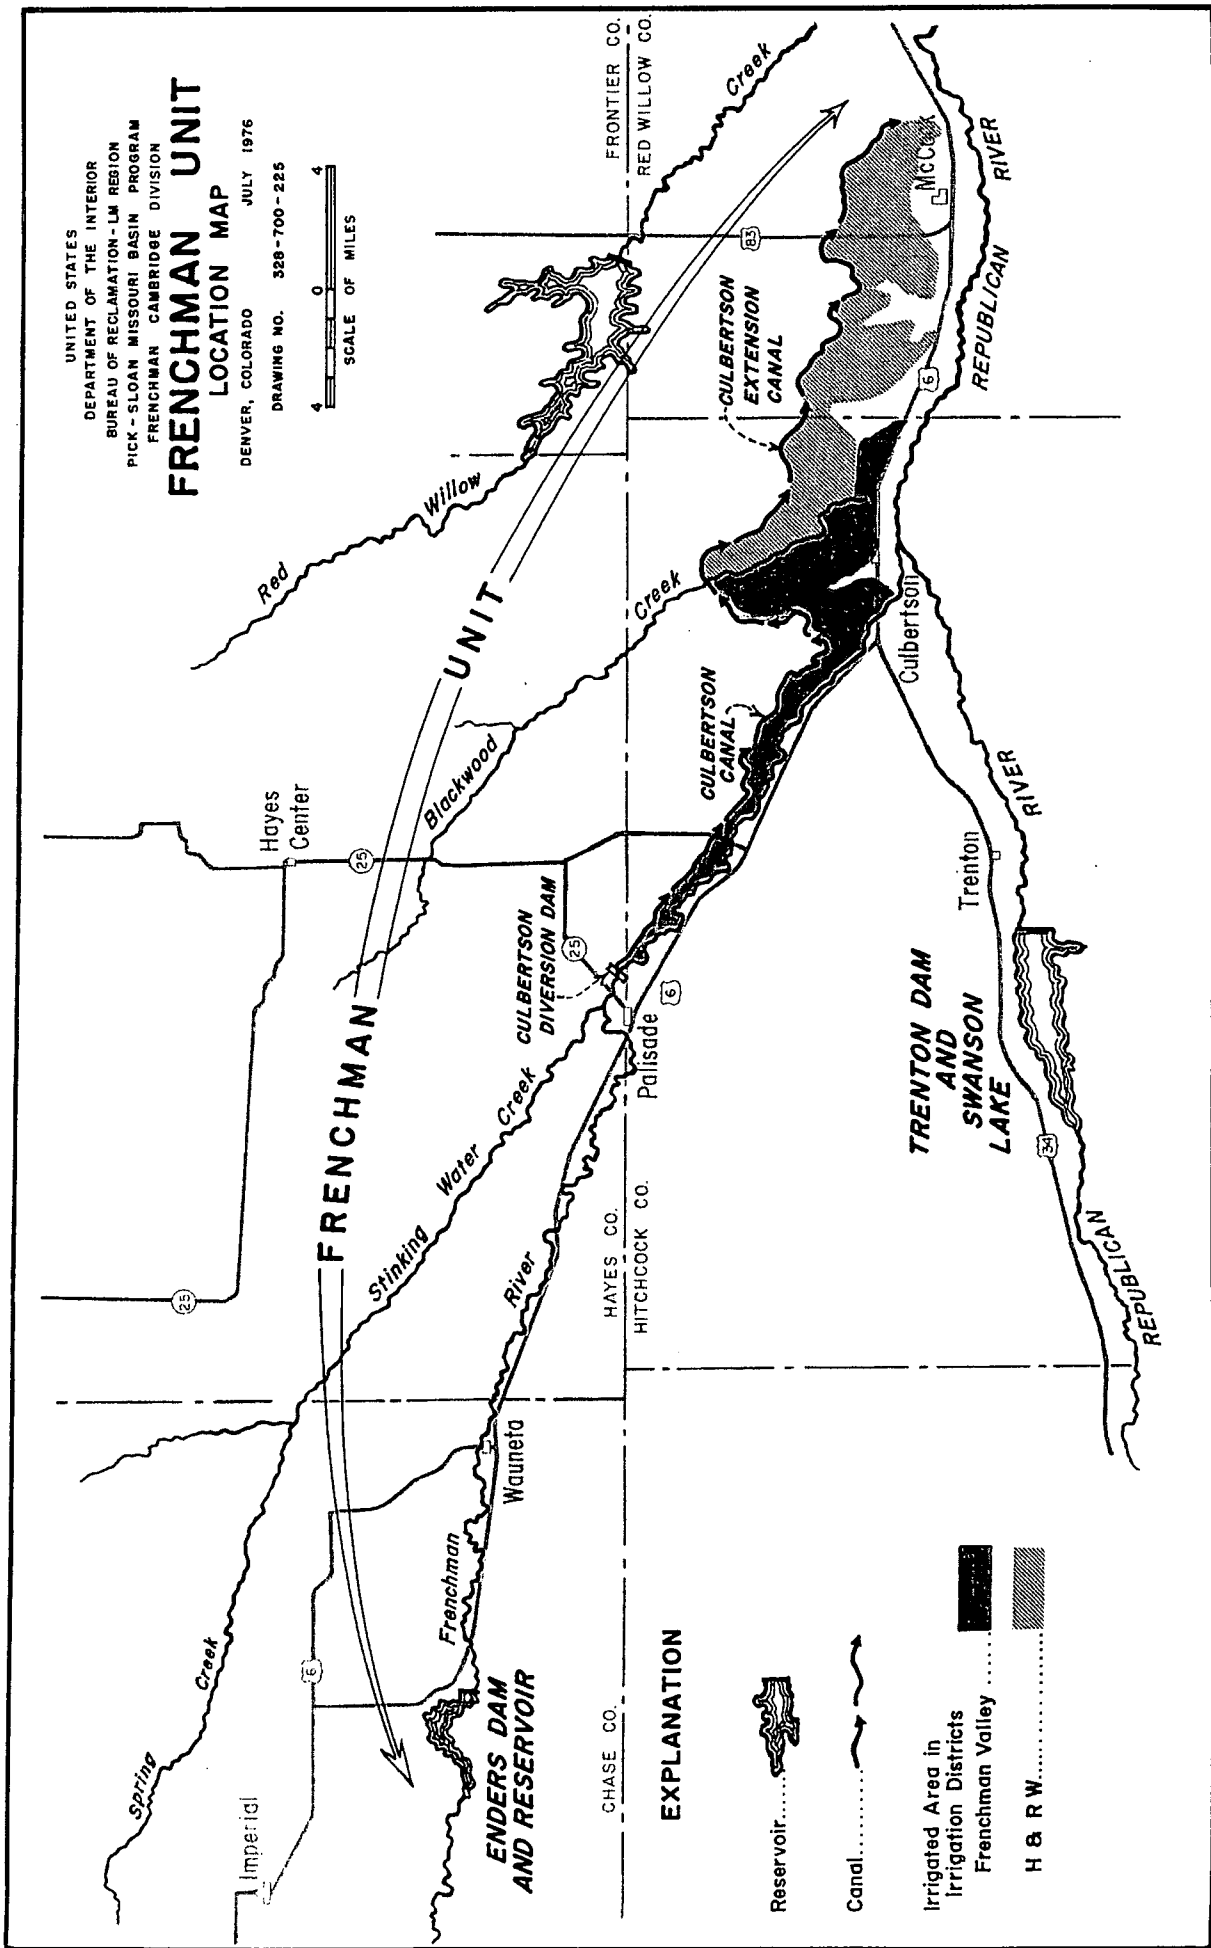 UNITED STATES
DEPARTMENT OF THE INTERIOR
BUREAU OF RECLAMATION-LM REGION
PICK-SLOAN MISSOURI BASIN PROGRAM
FRENCHMAN CAMBRIDGE DIVISION
FRENCHMAN UNIT
LOCATION MAP
DENVER, COLORADO JULY 1976
DRAWING NO. 328-700-225
4 0 4
SCALE OF MILES
Spring
Creek
Imperial
6
25
25
Hayes
Center
Red
Willow
Creek
FRENCHMAN
UNIT
Stinking
Water
Creek
Blackwood
Creek
Frenchman
River
Wauneta
ENDERS DAM
AND RESERVOIR
CULBERTSON
DIVERSION DAM
25
Palisade
6
CHASE CO.
HAYES CO.
HITCHCOCK CO.
FRONTIER CO.
RED WILLOW CO.
83
CULBERTSON
CANAL
CULBERTSON
EXTENSION
CANAL
McCook
6
Culbertson
REPUBLICAN
RIVER
Trenton
RIVER
TRENTON DAM
AND
SWANSON
LAKE
34
REPUBLICAN
EXPLANATION
Reservoir.....
Canal.........
Irrigated Area in
Irrigation Districts
Frenchman Valley .....
H & R W..............